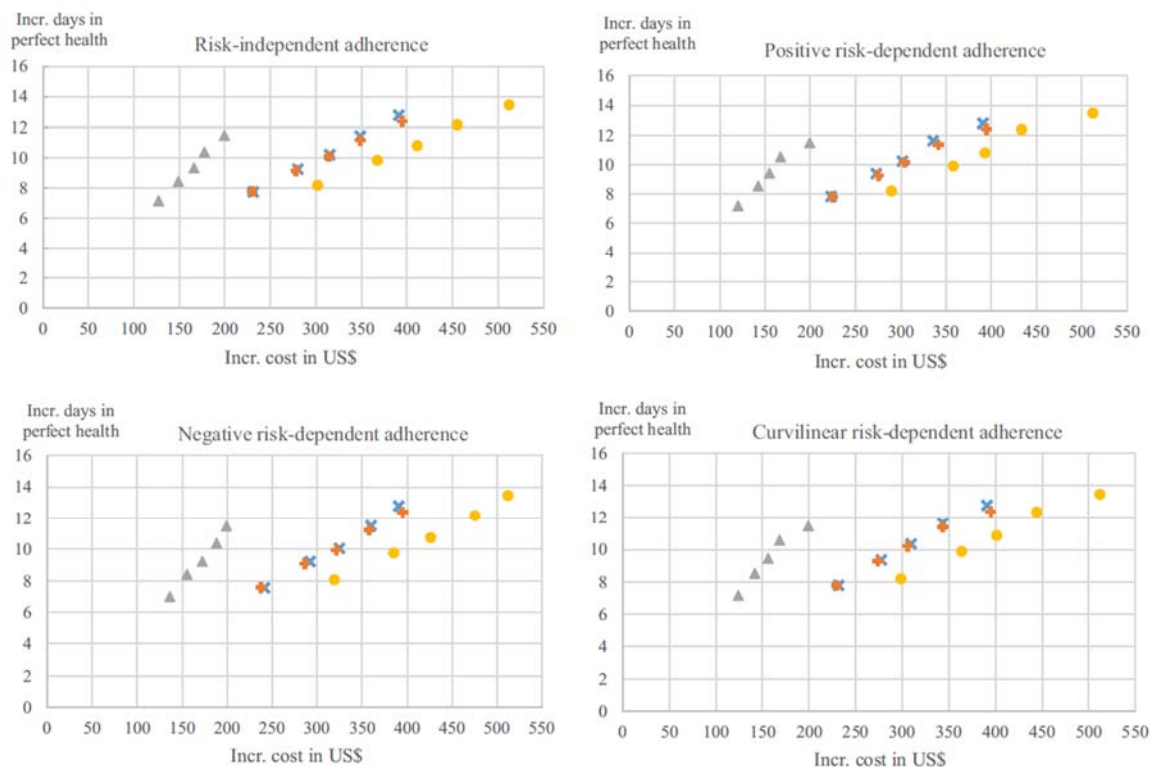 Incr. days in
perfect health
Risk-independent adherence
16
14
12
10
8
6
4
2
0
0 50 100 150 200 250 300 350 400 450 500 550
Incr. cost in US$
Incr. days in
perfect health
Positive risk-dependent adherence
16
14
12
10
8
6
4
2
0
0 50 100 150 200 250 300 350 400 450 500 550
Incr. cost in US$
Incr. days in
perfect health
Negative risk-dependent adherence
16
14
12
10
8
6
4
2
0
0 50 100 150 200 250 300 350 400 450 500 550
Incr. cost in US$
Incr. days in
perfect health
Curvilinear risk-dependent adherence
16
14
12
10
8
6
4
2
0
0 50 100 150 200 250 300 350 400 450 500 550
Incr. cost in US$